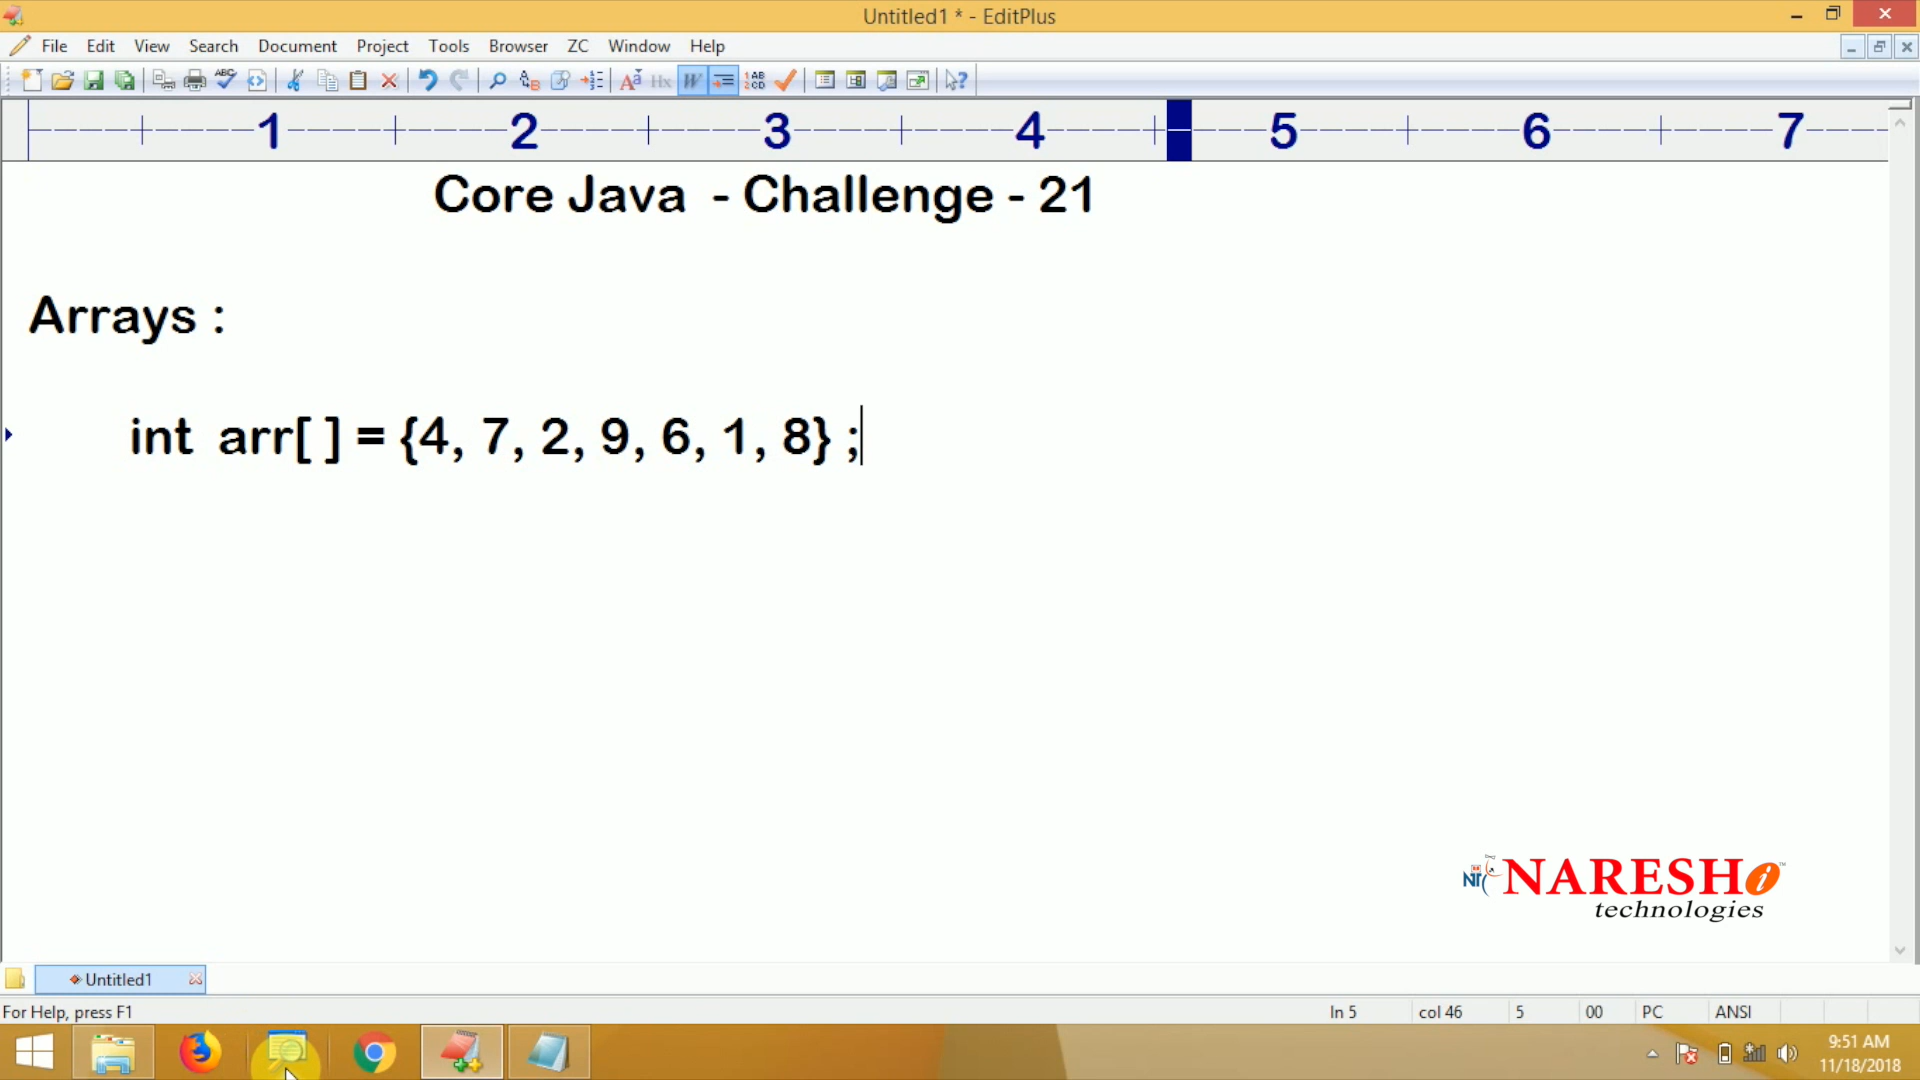 Untitled1 * - EditPlus
File Edit View Search Document Project Tools Browser ZC Window Help
1 2 3 4 5 6 7
Core Java - Challenge - 21
Arrays :
int arr[ ] = {4, 7, 2, 9, 6, 1, 8} ;
NARESH i
technologies
Untitled1
For Help, press F1 ln 5 col 46 5 00 PC ANSI
9:51 AM
11/18/2018